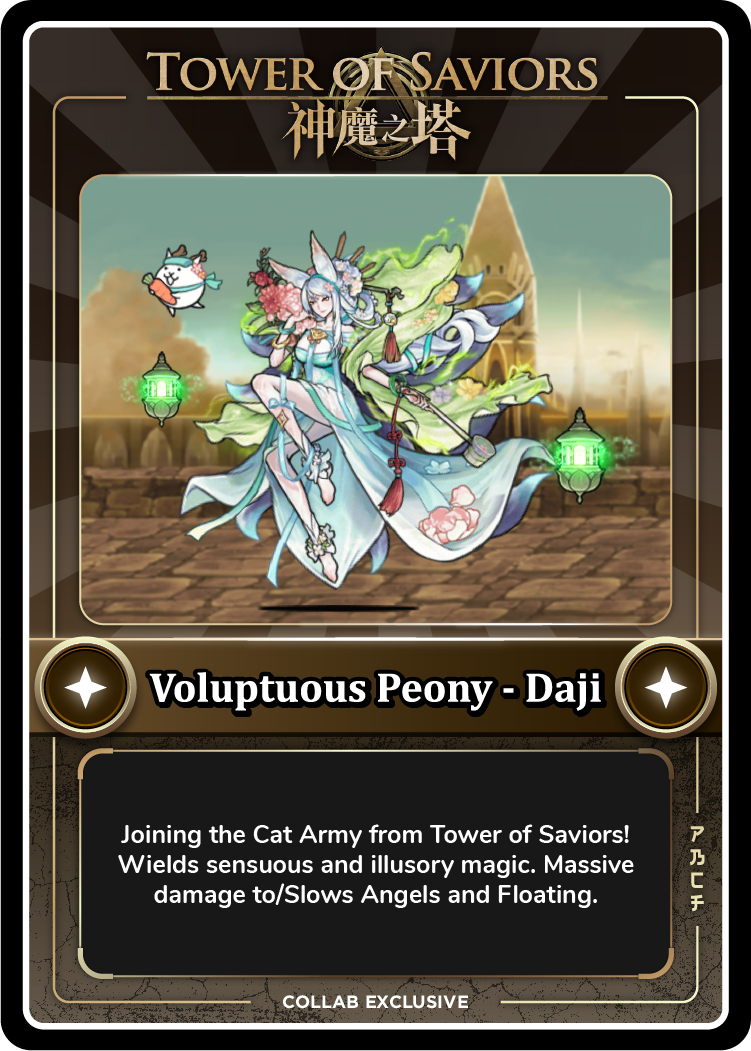 TOWER OF SAVIORS
神魔之塔
Voluptuous Peony - Daji
Joining the Cat Army from Tower of Saviors!
Wields sensuous and illusory magic. Massive
damage to/Slows Angels and Floating.
COLLAB EXCLUSIVE